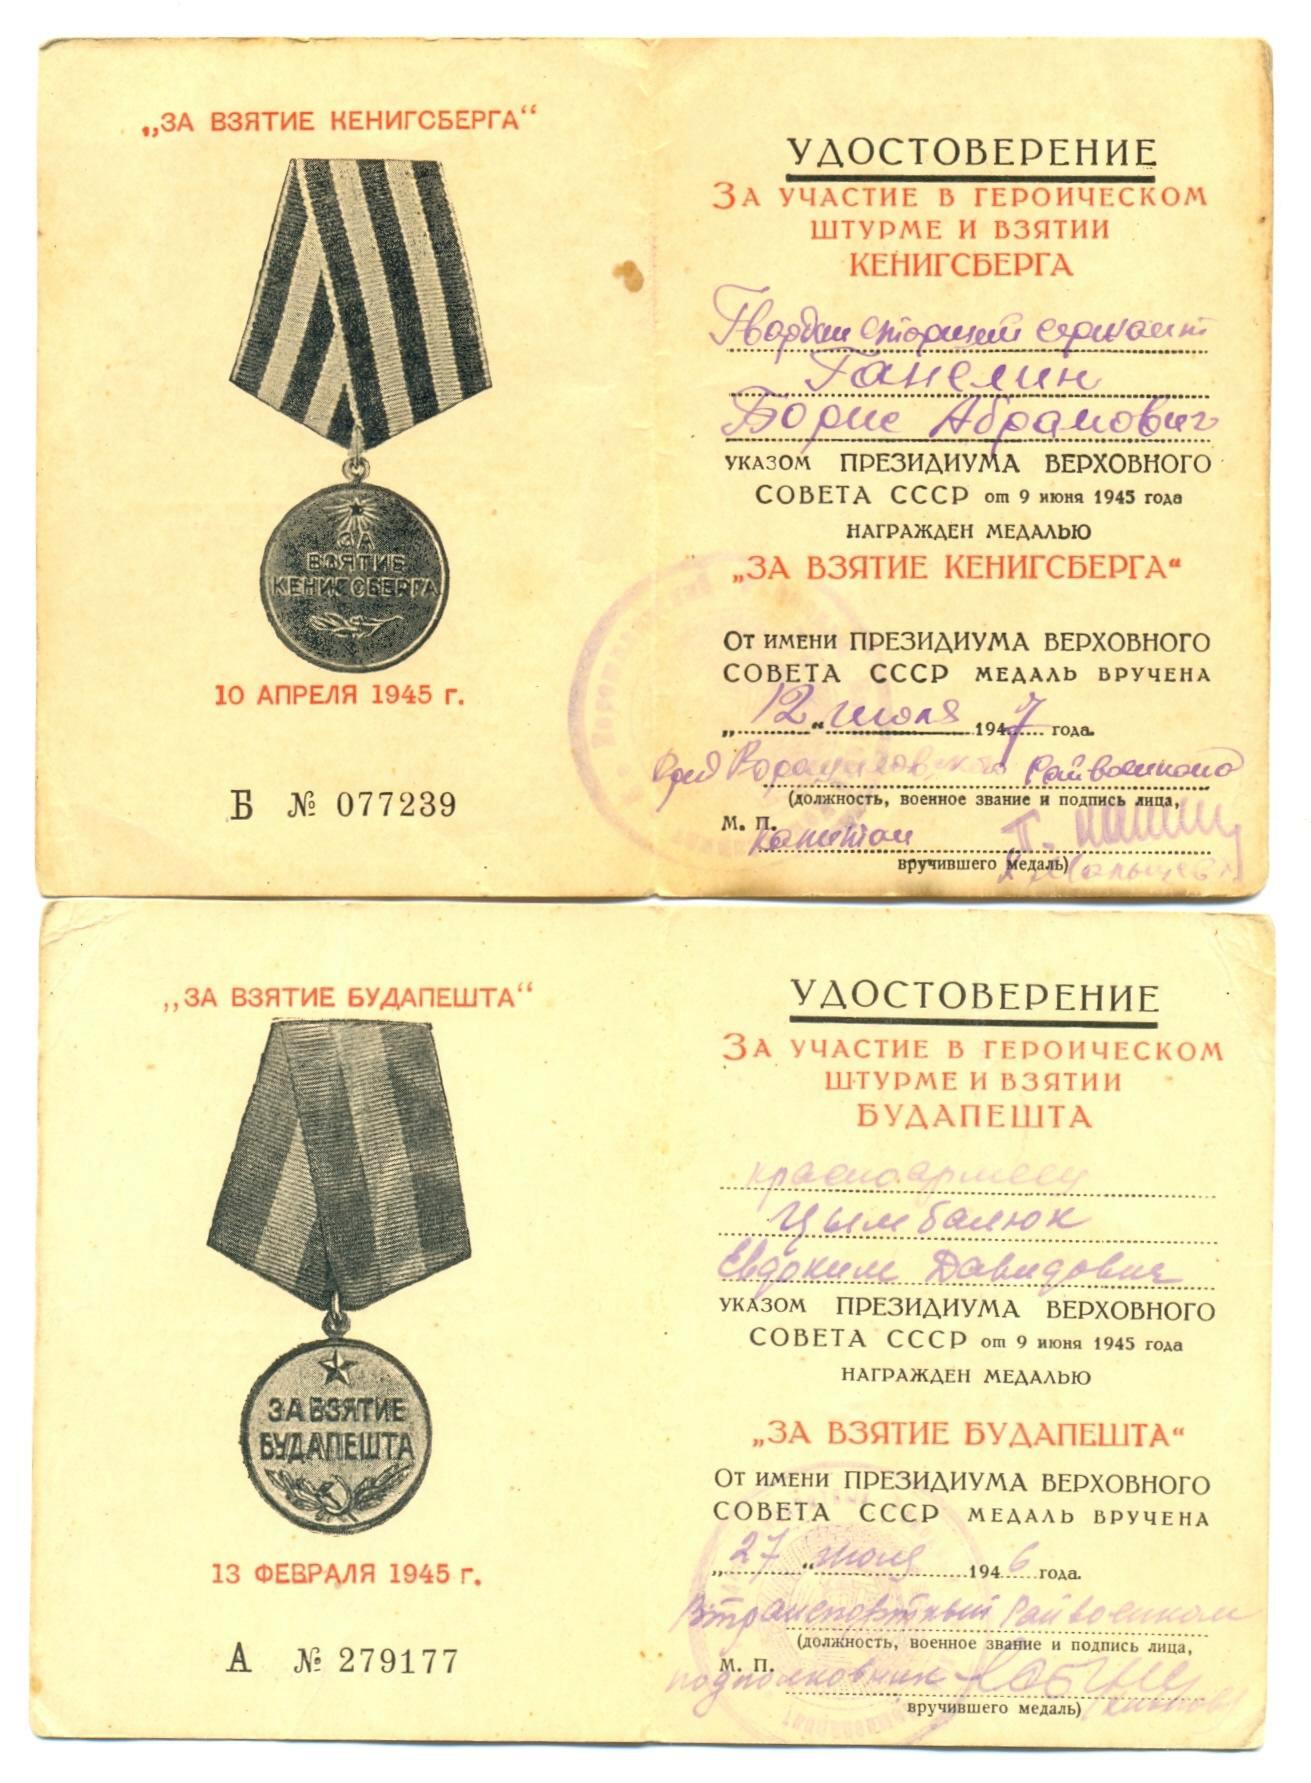 „ЗА ВЗЯТИЕ КЕНИГСБЕРГА“
ЗА
ВЗЯТИЕ
КЕНИГСБЕРГА
10 АПРЕЛЯ 1945 г.
Б № 077239
УДОСТОВЕРЕНИЕ
ЗА УЧАСТИЕ В ГЕРОИЧЕСКОМ
ШТУРМЕ И ВЗЯТИИ
КЕНИГСБЕРГА
Гвардии старший сержант
Ганелин
Борис Абрамович
УКАЗОМ ПРЕЗИДИУМА ВЕРХОВНОГО
СОВЕТА СССР от 9 июня 1945 года
НАГРАЖДЕН МЕДАЛЬЮ
„ЗА ВЗЯТИЕ КЕНИГСБЕРГА“
ОТ ИМЕНИ ПРЕЗИДИУМА ВЕРХОВНОГО
СОВЕТА СССР МЕДАЛЬ ВРУЧЕНА
„12“ июля 1947 года.
Райвоенком
(должность, военное звание и подпись лица,
М. П.
капитан
вручившего медаль)
„ЗА ВЗЯТИЕ БУДАПЕШТА“
ЗА ВЗЯТИЕ
БУДАПЕШТА
13 ФЕВРАЛЯ 1945 г.
А № 279177
УДОСТОВЕРЕНИЕ
ЗА УЧАСТИЕ В ГЕРОИЧЕСКОМ
ШТУРМЕ И ВЗЯТИИ
БУДАПЕШТА
красноармеец
Цымбалюк
Евдоким Давидович
УКАЗОМ ПРЕЗИДИУМА ВЕРХОВНОГО
СОВЕТА СССР от 9 июня 1945 года
НАГРАЖДЕН МЕДАЛЬЮ
„ЗА ВЗЯТИЕ БУДАПЕШТА“
ОТ ИМЕНИ ПРЕЗИДИУМА ВЕРХОВНОГО
СОВЕТА СССР МЕДАЛЬ ВРУЧЕНА
„27“ июля 1946 года.
Райвоенком
(должность, военное звание и подпись лица,
М. П.
подполковник
вручившего медаль)